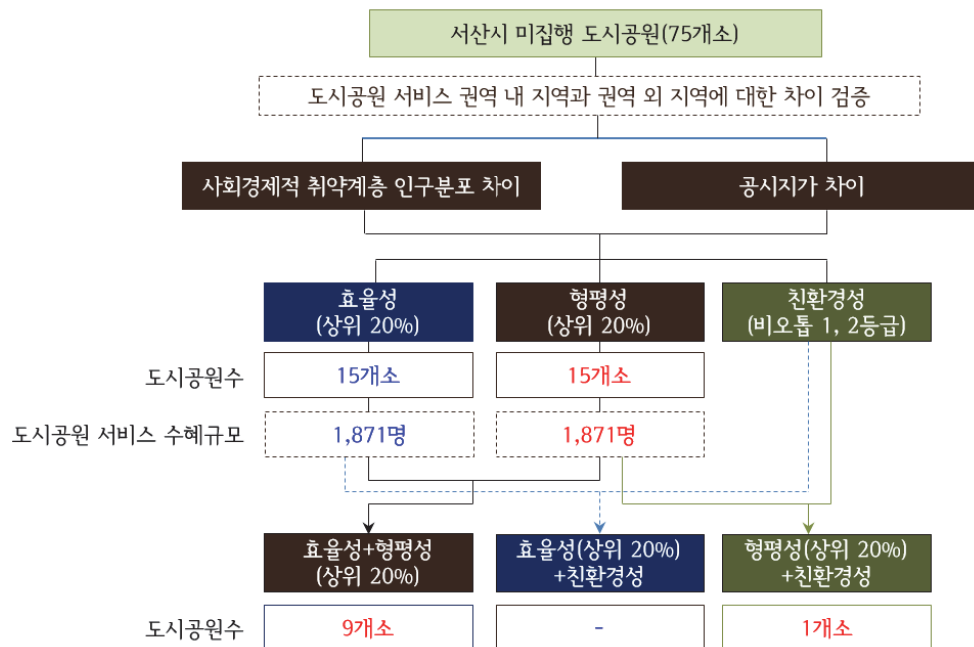 서산시 미집행 도시공원(75개소)
도시공원 서비스 권역 내 지역과 권역 외 지역에 대한 차이 검증
사회경제적 취약계층 인구분포 차이
공시지가 차이
효율성
(상위 20%)
형평성
(상위 20%)
친환경성
(비오톱 1, 2등급)
도시공원수
15개소
15개소
도시공원 서비스 수혜규모
1,871명
1,871명
효율성+형평성
(상위 20%)
효율성(상위 20%)
+친환경성
형평성(상위 20%)
+친환경성
도시공원수
9개소
-
1개소